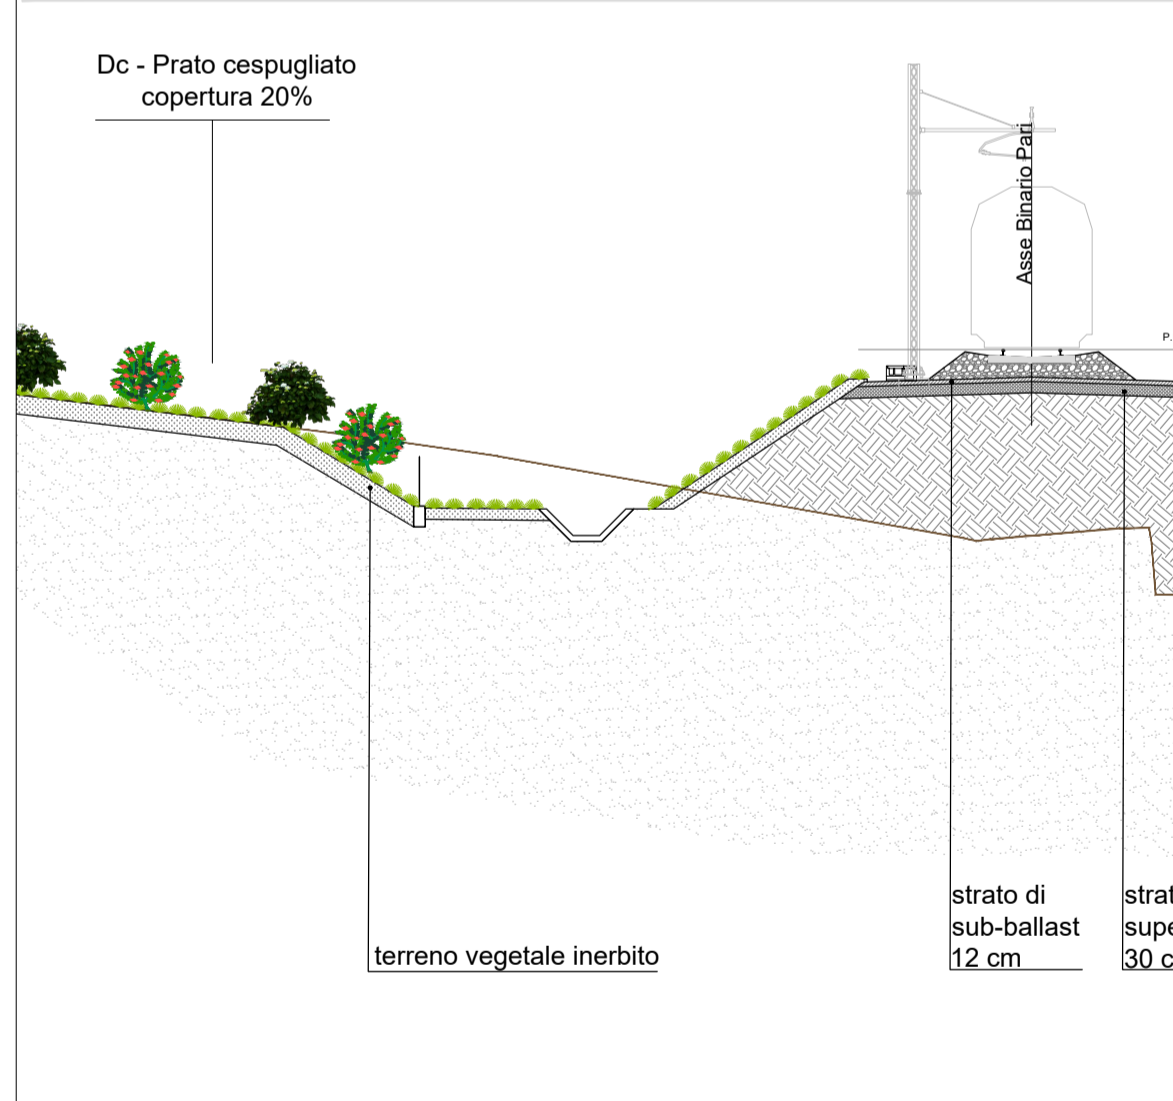 Dc - Prato cespugliato
copertura 20%
Asse Binario Pari
P.
terreno vegetale inerbito
strato di
sub-ballast
12 cm
strat
supe
30 c